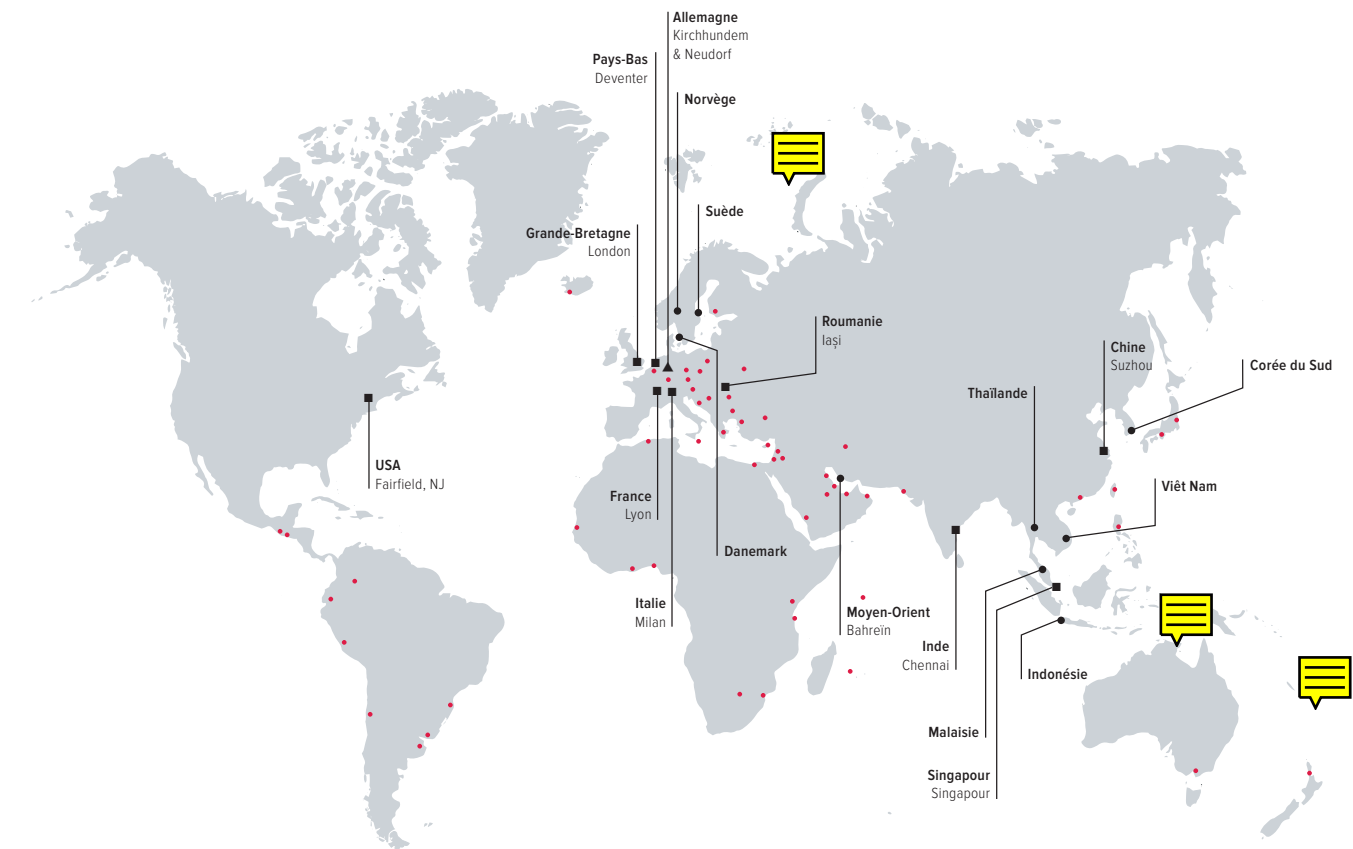 Allemagne
Kirchhundem
& Neudorf
Pays-Bas
Deventer
Norvège
Suède
Grande-Bretagne
London
Roumanie
Iași
Chine
Suzhou
Corée du Sud
Thaïlande
USA
Fairfield, NJ
France
Lyon
Viêt Nam
Danemark
Italie
Milan
Moyen-Orient
Bahreïn
Inde
Chennai
Indonésie
Malaisie
Singapour
Singapour